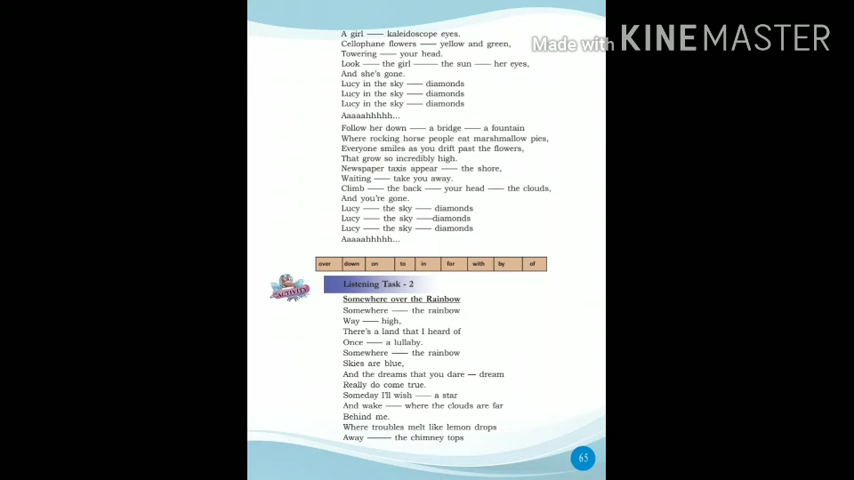 Made with KINEMASTER
A girl —— kaleidoscope eyes.
Cellophane flowers —— yellow and green,
Towering —— your head.
Look —— the girl —— the sun —— her eyes,
And she's gone.
Lucy in the sky —— diamonds
Lucy in the sky —— diamonds
Lucy in the sky —— diamonds
Aaaaahhhhh...
Follow her down —— a bridge —— a fountain
Where rocking horse people eat marshmallow pies,
Everyone smiles as you drift past the flowers,
That grow so incredibly high.
Newspaper taxis appear —— the shore,
Waiting —— take you away.
Climb —— the back —— your head —— the clouds,
And you're gone.
Lucy —— the sky —— diamonds
Lucy —— the sky ——diamonds
Lucy —— the sky —— diamonds
Aaaaahhhhh...
over down on to in for with by of
ACTIVITY
Listening Task - 2
Somewhere over the Rainbow
Somewhere —— the rainbow
Way —— high,
There's a land that I heard of
Once —— a lullaby.
Somewhere —— the rainbow
Skies are blue,
And the dreams that you dare — dream
Really do come true.
Someday I'll wish —— a star
And wake —— where the clouds are far
Behind me.
Where troubles melt like lemon drops
Away —— the chimney tops
65